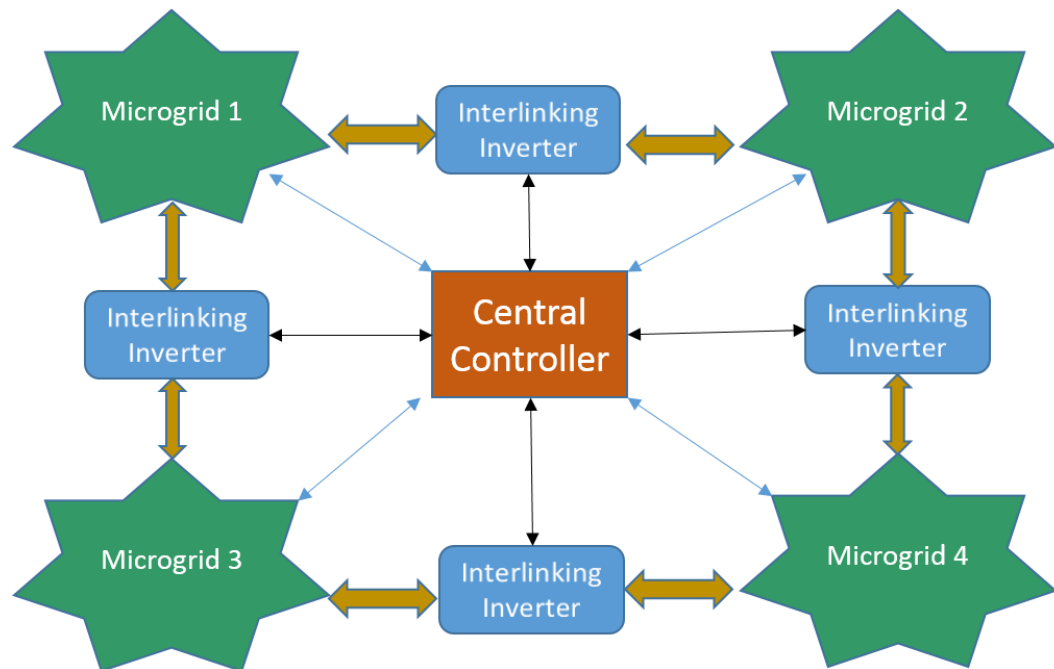 Microgrid 1
Interlinking
Inverter
Microgrid 2
Interlinking
Inverter
Central
Controller
Interlinking
Inverter
Microgrid 3
Interlinking
Inverter
Microgrid 4